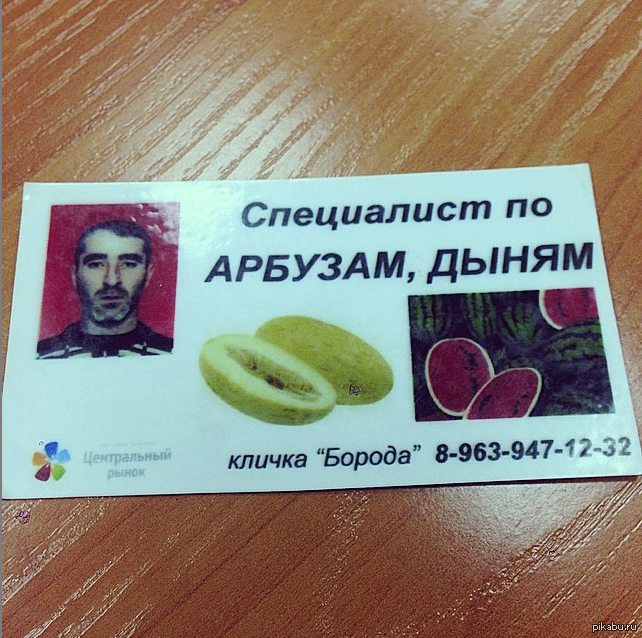 Специалист по
АРБУЗАМ, ДЫНЯМ
Центральный
рынок
кличка “Борода” 8-963-947-12-32
pikabu.ru